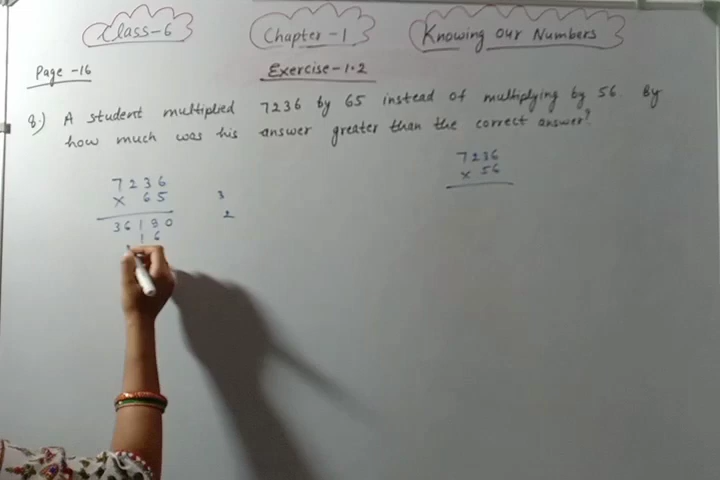 Class-6 Chapter-1 Knowing Our Numbers
Page-16 Exercise-1.2
8.) A student multiplied 7236 by 65 instead of multiplying by 56. By
how much was his answer greater than the correct answer?
7236
x 65
36180
16
3
2
7236
x 56